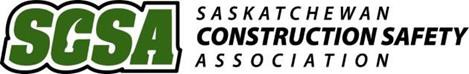 SCSA
SASKATCHEWAN
CONSTRUCTION SAFETY
ASSOCIATION